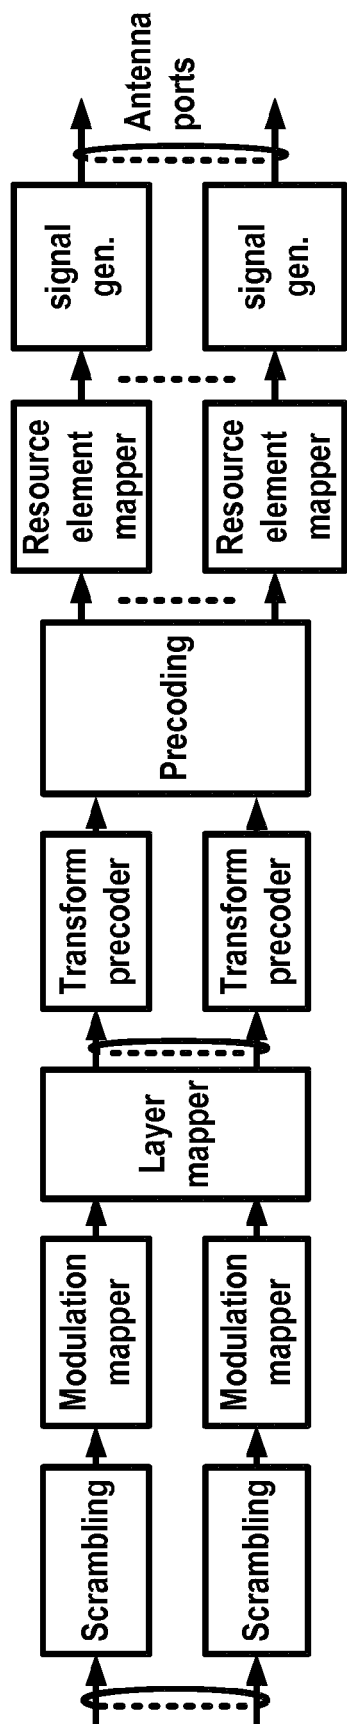 Scrambling
Scrambling
Modulation
mapper
Modulation
mapper
Layer
mapper
Transform
precoder
Transform
precoder
Precoding
Resource
element
mapper
Resource
element
mapper
signal
gen.
signal
gen.
Antenna
ports